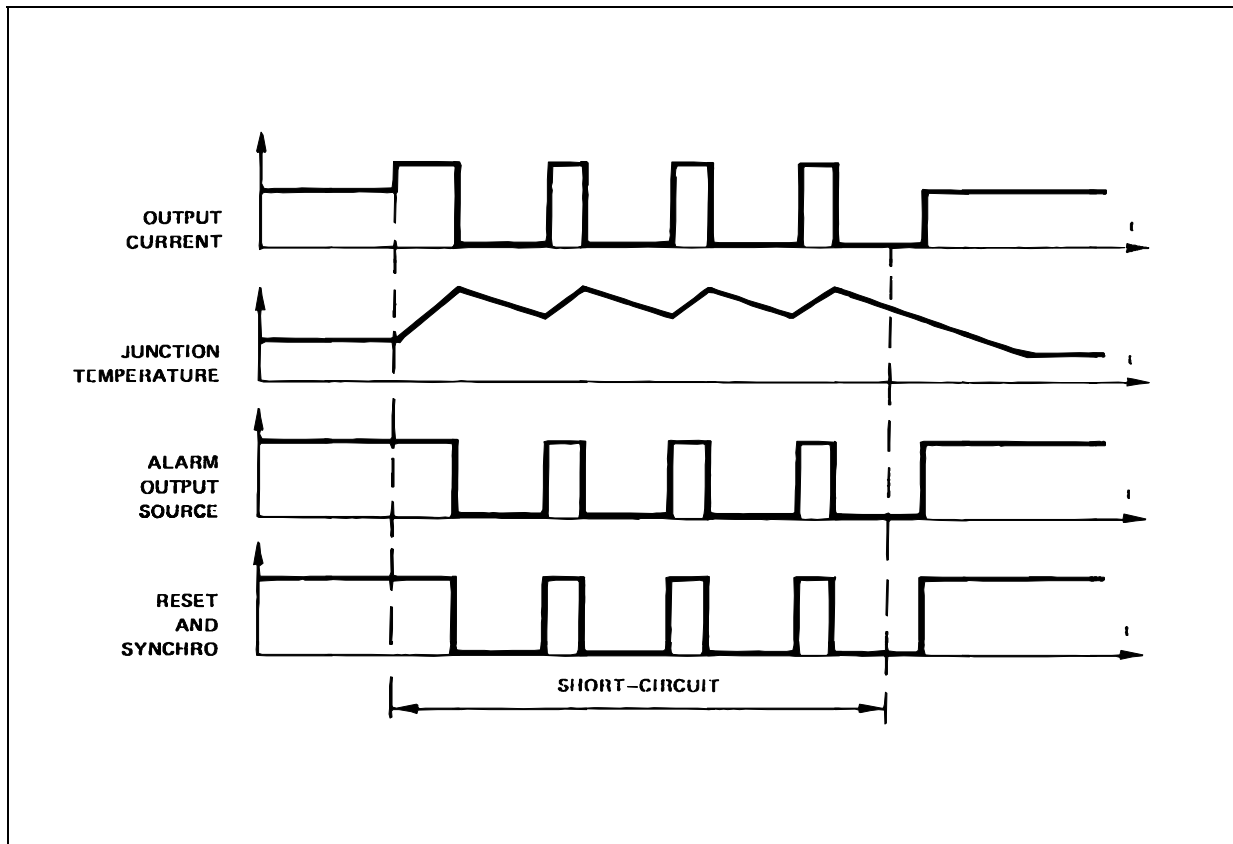 OUTPUT
CURRENT
t
JUNCTION
TEMPERATURE
t
ALARM
OUTPUT
SOURCE
t
RESET
AND
SYNCHRO
t
SHORT-CIRCUIT